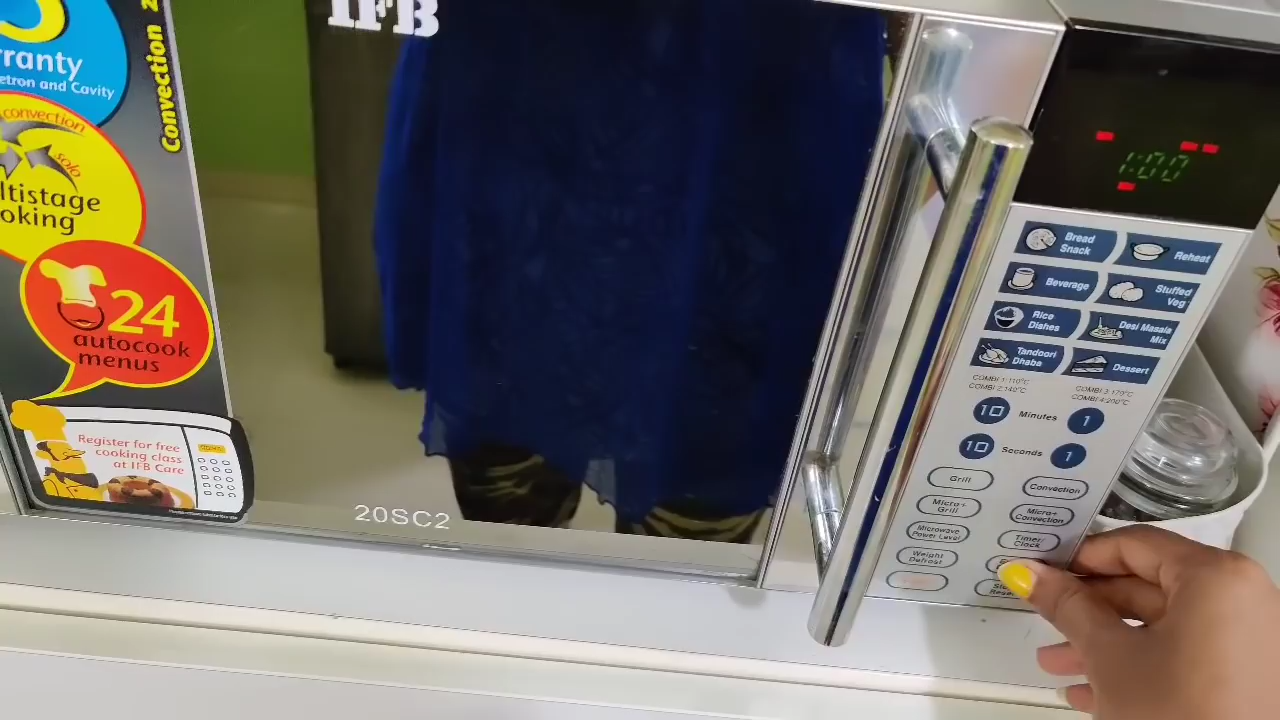 IFB
rranty
etron and Cavity
Convection 2
convection
solo
ltistage
oking
24
autocook
menus
Register for free
cooking class
at IFB Care
20SC2
1:00
Bread
Snack
Reheat
Beverage
Stuffed
Veg
Rice
Dishes
Desi Masala
Mix
Tandoori
Dhaba
Dessert
COMBI 1:110°C
COMBI 2:140°C
COMBI 3:170°C
COMBI 4:200°C
10 Minutes 1
10 Seconds 1
Grill
Convection
Micro+
Grill
Micro+
Convection
Microwave
Power Level
Timer/
Clock
Weight
Defrost